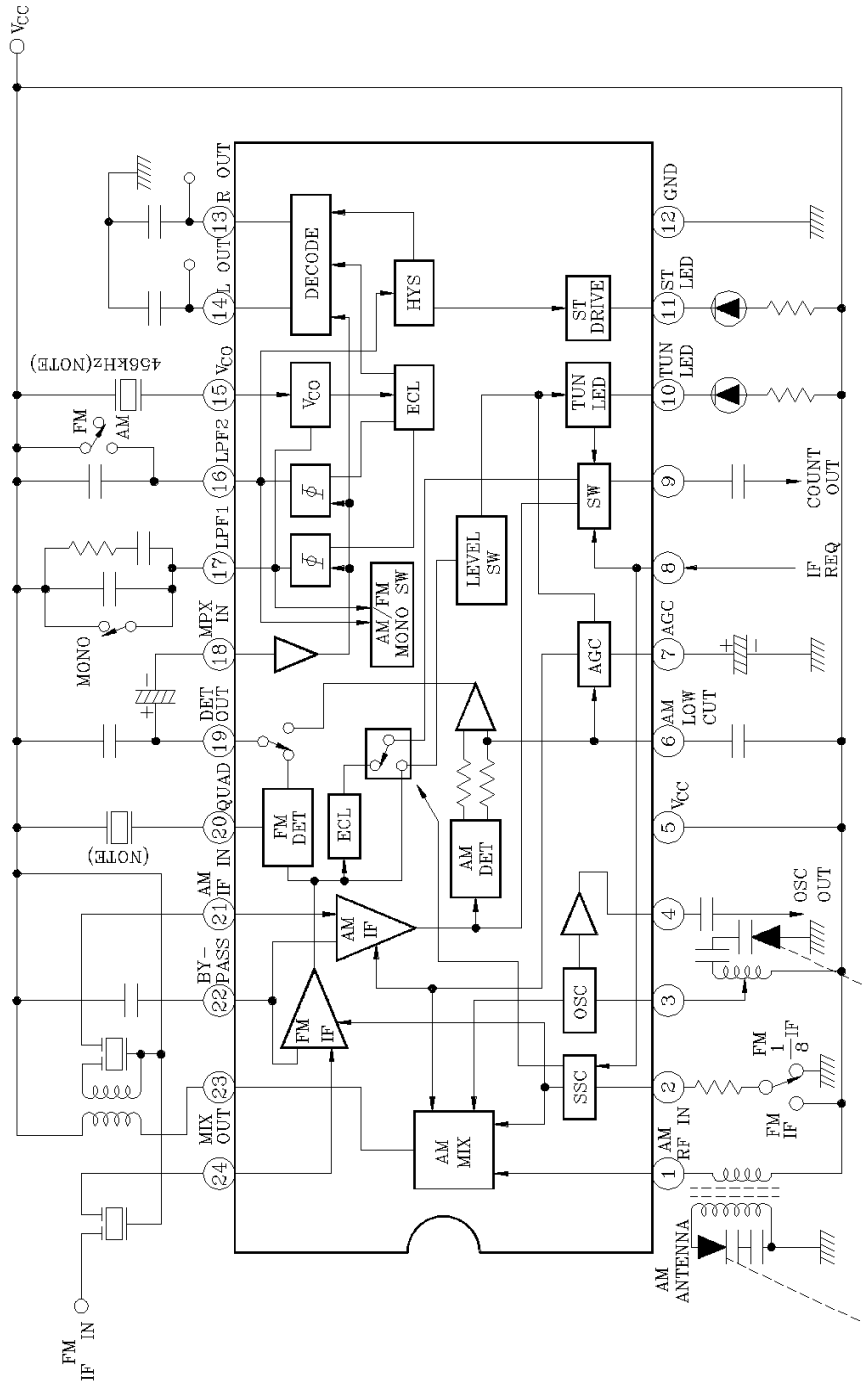 FM
IF IN
24
MIX
OUT
23
BY-
PASS
22
AM
IF IN
21
(NOTE)
QUAD
20
DET
OUT
19
+ −
MPX
IN
18
MONO
LPF1
17
FM
AM
LPF2
16
456kHz(NOTE)
VCO
15
L OUT
14
R OUT
13
VCC
FM
IF
AM
IF
FM
DET
ECL
AM
DET
AM/FM
MONO SW
Φ
Φ
VCO
ECL
DECODE
HYS
LEVEL
SW
AM
MIX
SSC
OSC
AGC
SW
TUN
LED
ST
DRIVE
1
AM
RF IN
2
3
4
5
VCC
6
AM
LOW
CUT
7
AGC
8
9
10
TUN
LED
11
ST
LED
12
GND
AM
ANTENNA
FM
IF
FM
1/8 IF
OSC
OUT
+
−
IF
REQ
COUNT
OUT